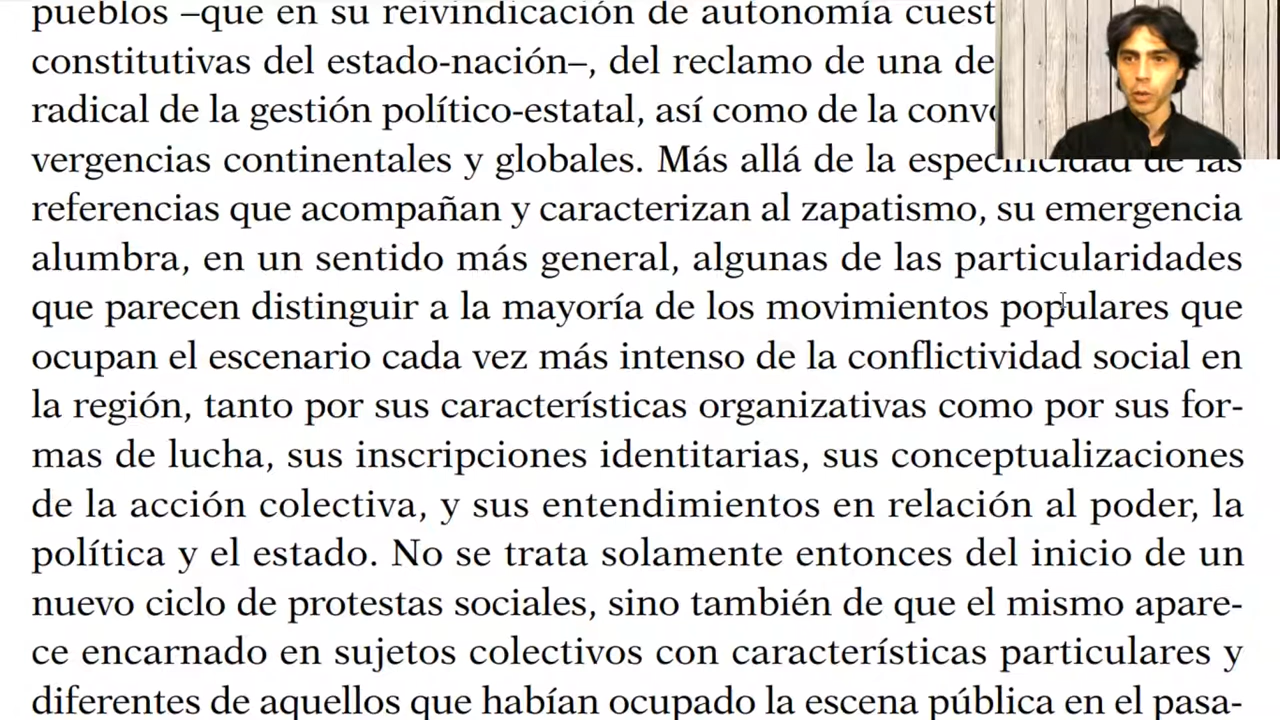 pueblos –que en su reivindicación de autonomía
constitutivas del estado-nación–, del reclamo de una
radical de la gestión político-estatal, así como de la
vergencias continentales y globales. Más allá de la especificidad de las
referencias que acompañan y caracterizan al zapatismo, su emergencia
alumbra, en un sentido más general, algunas de las particularidades
que parecen distinguir a la mayoría de los movimientos populares que
ocupan el escenario cada vez más intenso de la conflictividad social en
la región, tanto por sus características organizativas como por sus for-
mas de lucha, sus inscripciones identitarias, sus conceptualizaciones
de la acción colectiva, y sus entendimientos en relación al poder, la
política y el estado. No se trata solamente entonces del inicio de un
nuevo ciclo de protestas sociales, sino también de que el mismo apare-
ce encarnado en sujetos colectivos con características particulares y
diferentes de aquellos que habían ocupado la escena pública en el pasa-